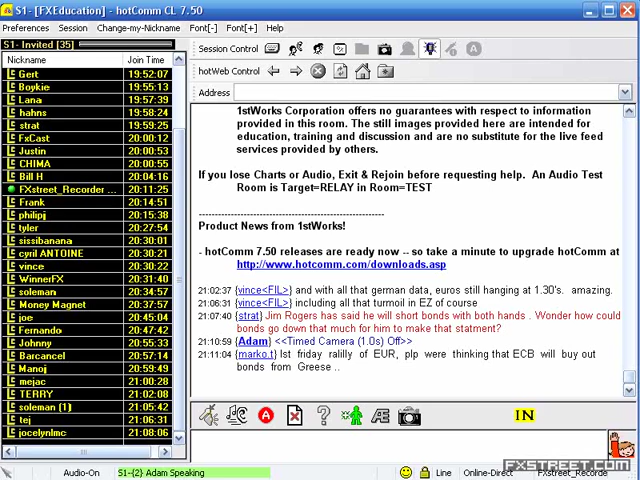 S1- [FXEducation] - hotComm CL 7.50
Preferences Session Change-my-Nickname Font[-] Font[+] Help
S1- Invited [35]
Nickname Join Time
Gert 19:52:07
Boykie 19:55:13
Lana 19:57:39
hahns 19:58:24
strat 19:59:25
FxCast 20:00:12
Justin 20:00:53
CHIMA 20:00:55
Bill H 20:04:16
FXstreet_Recorder ... 20:11:25
Frank 20:14:51
philipj 20:15:38
tyler 20:27:54
sissibanana 20:30:01
cyril ANTOINE 20:30:21
vince 20:30:22
WinnerFX 20:31:40
soleman 20:34:57
Money Magnet 20:37:57
joe 20:45:04
Fernando 20:47:42
Johnny 20:55:33
Barcancel 20:57:14
Manoj 20:59:49
mejac 21:00:28
TERRY 21:02:08
soleman (1) 21:05:42
tej 21:06:31
jocelynlmc 21:08:06
Session Control
hotWeb Control
Address
1stWorks Corporation offers no guarantees with respect to information
provided in this room. The still images provided here are intended for
education, training and discussion and are no substitute for the live feed
services provided by others.
If you lose Charts or Audio, Exit & Rejoin before requesting help. An Audio Test
Room is Target=RELAY in Room=TEST
------------------------------------------------------
Product News from 1stWorks!
- hotComm 7.50 releases are ready now -- so take a minute to upgrade hotComm at
http://www.hotcomm.com/downloads.asp
21:02:37 {vince<FIL>} and with all that german data, euros still hanging at 1.30's. amazing.
21:06:31 {vince<FIL>} including all that turmoil in EZ of course
21:07:40 {strat} Jim Rogers has said he will short bonds with both hands . Wonder how could
bonds go down that much for him to make that statment?
21:10:59 {Adam} <<Timed Camera (1.0s) Off>>
21:11:04 {marko.t} lst friday ralilly of EUR, plp were thinking that ECB will buy out
bonds from Greese ..
IN
Audio-On S1-{2} Adam Speaking Line Online-Direct FXstreet_Recorde
FXSTREET.COM